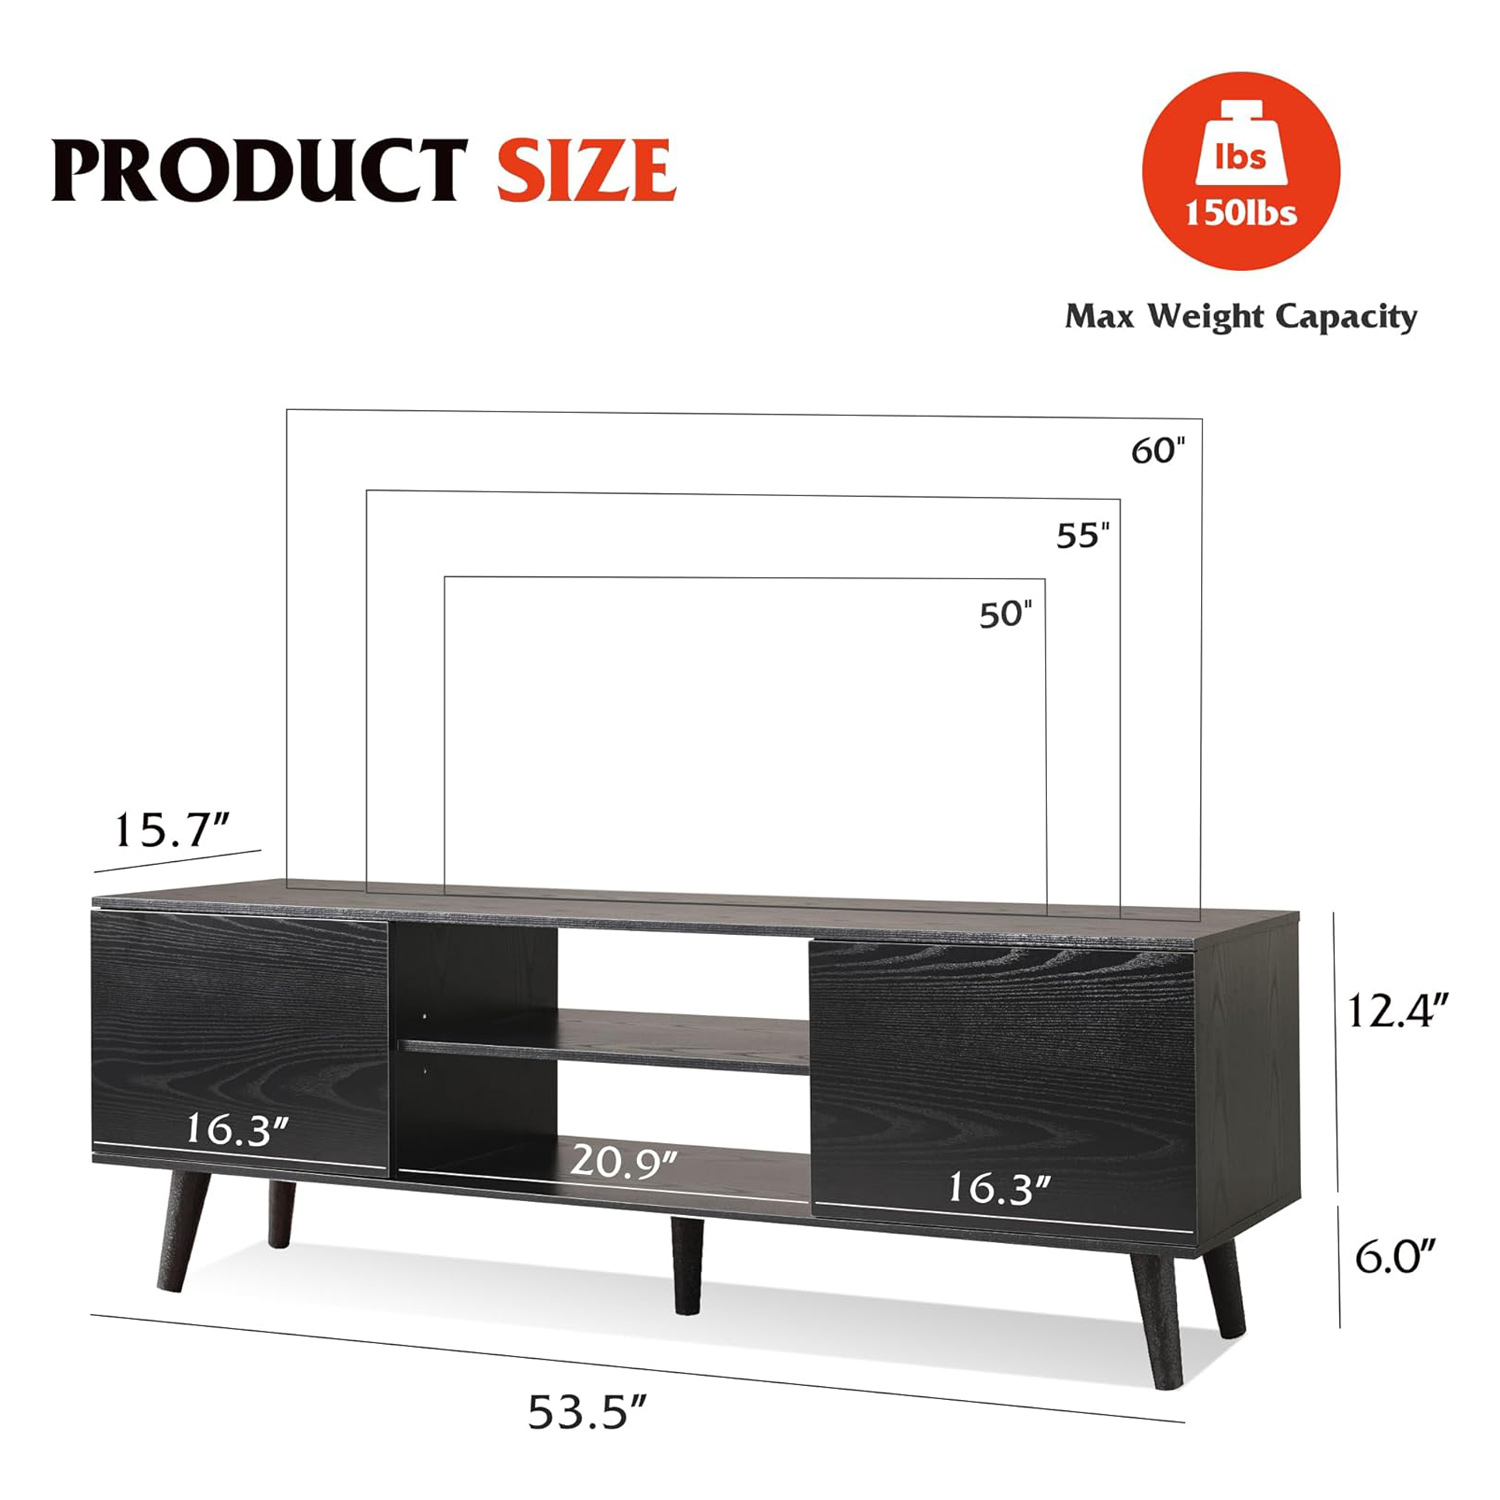 PRODUCT SIZE
lbs
150lbs
Max Weight Capacity
60"
55"
50"
15.7"
12.4"
16.3"
20.9"
16.3"
6.0"
53.5"